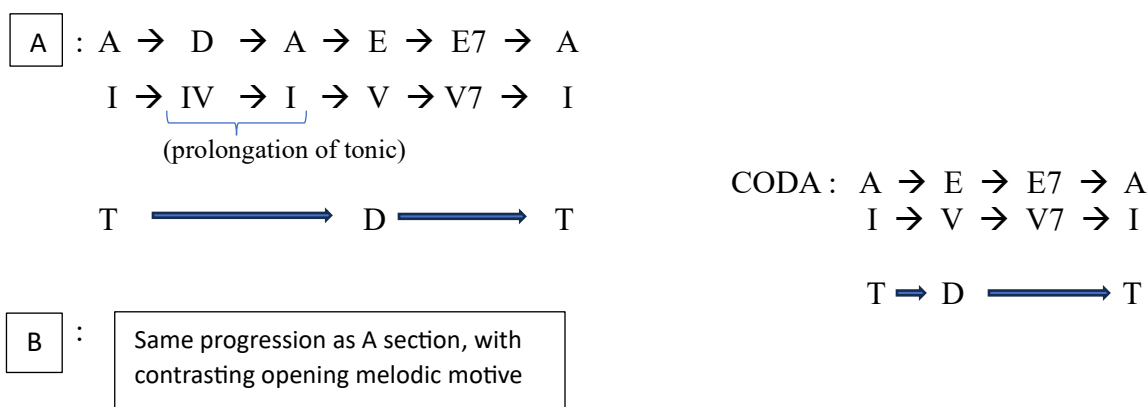 A : A → D → A → E → E7 → A
I → IV → I → V → V7 → I
(prolongation of tonic)
T ⟶ D ⟶ T
B :
Same progression as A section, with
contrasting opening melodic motive
CODA : A → E → E7 → A
I → V → V7 → I
T ⟶ D ⟶ T